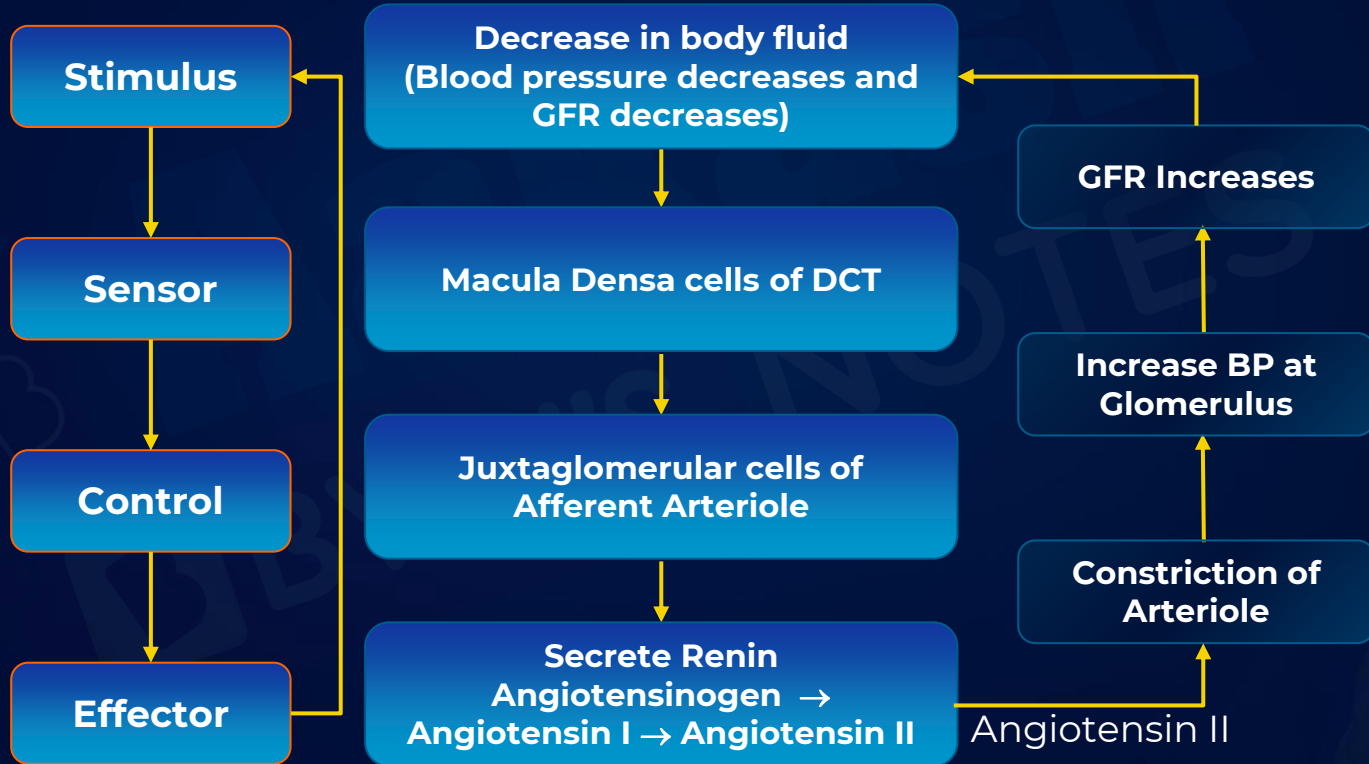 Stimulus
Sensor
Control
Effector
Decrease in body fluid
(Blood pressure decreases and
GFR decreases)
Macula Densa cells of DCT
Juxtaglomerular cells of
Afferent Arteriole
Secrete Renin
Angiotensinogen →
Angiotensin I → Angiotensin II
Angiotensin II
Constriction of
Arteriole
Increase BP at
Glomerulus
GFR Increases
NOTES